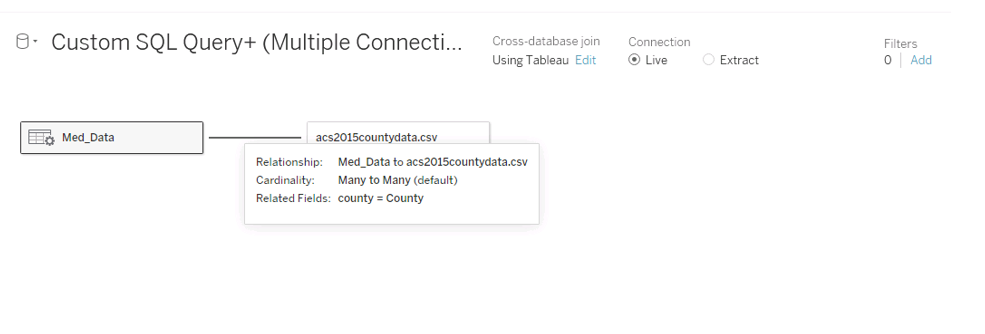 Custom SQL Query+ (Multiple Connecti...
Cross-database join
Using Tableau Edit
Connection
Live Extract
Filters
0 Add
Med_Data
acs2015countydata.csv
Relationship: Med_Data to acs2015countydata.csv
Cardinality: Many to Many (default)
Related Fields: county = County